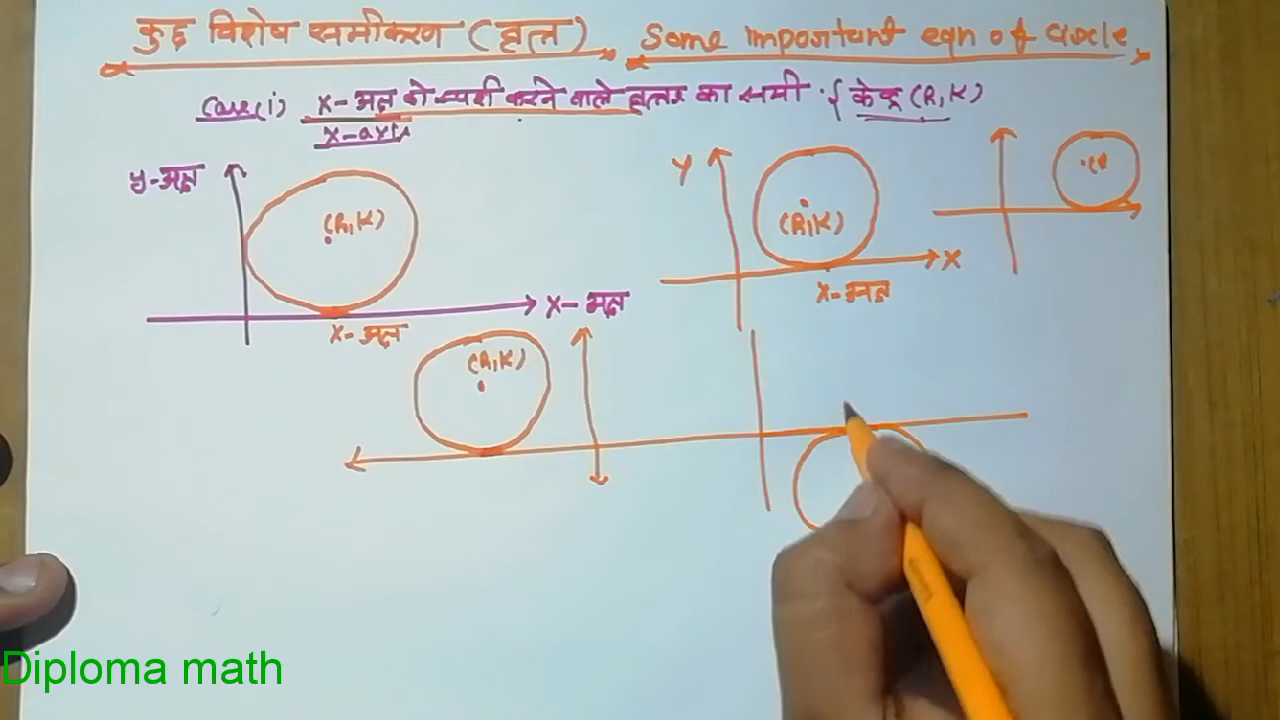 कुछ विशेष समीकरण (वृत्त) Some important eqn of circle
Case(i) x-अक्ष को स्पर्श करने वाले वृत्त का समी. { केन्द्र (h,K)
x-axis
y-अक्ष
(h,K)
x-अक्ष
x-अक्ष
Y
(h,K)
X
x-अक्ष
(h,K)
Diploma math